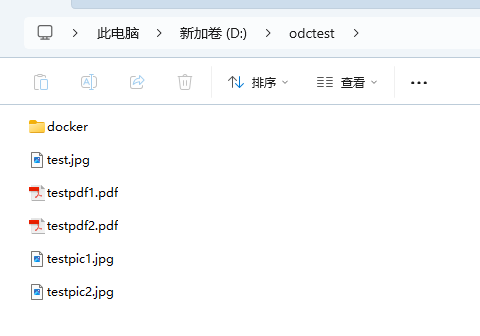 此电脑 > 新加卷 (D:) > odctest >
排序 查看 ...
docker
test.jpg
testpdf1.pdf
testpdf2.pdf
testpic1.jpg
testpic2.jpg